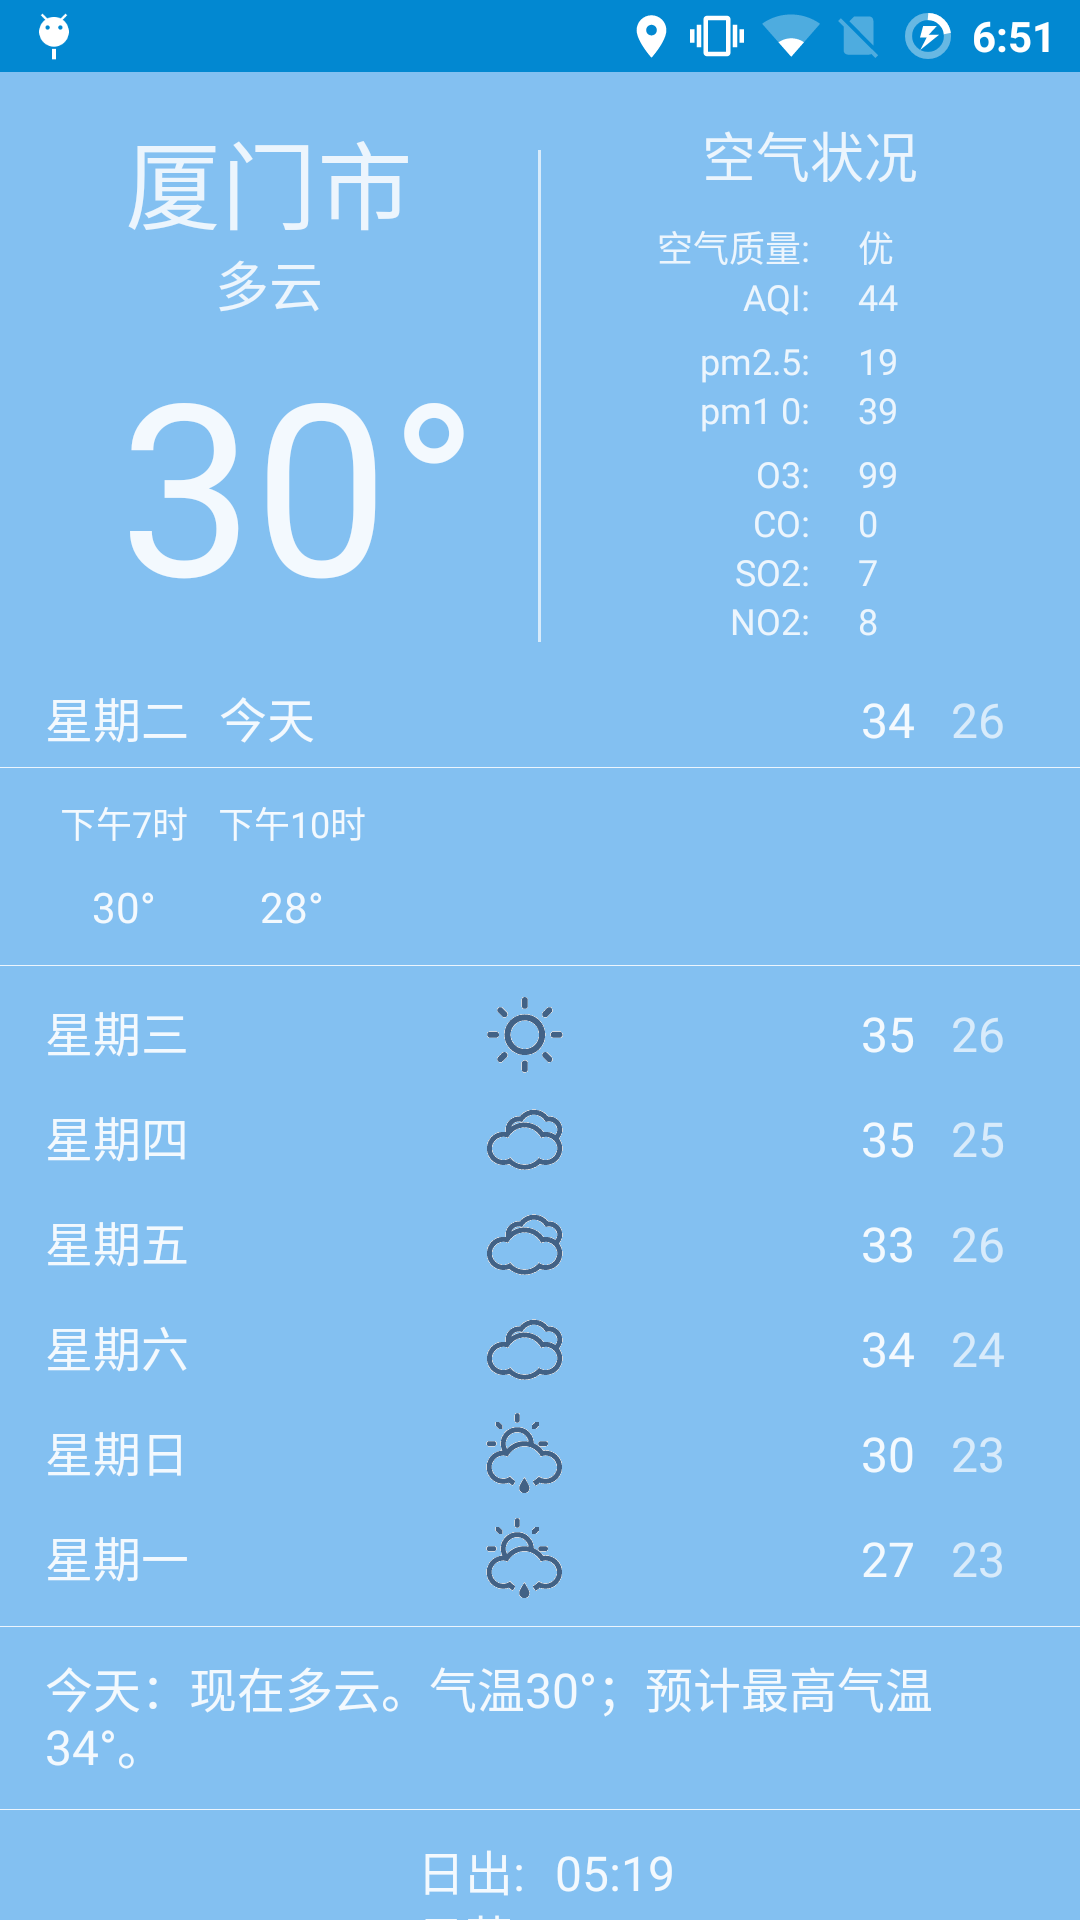 6:51
厦门市
多云
30°
空气状况
空气质量: 优
AQI: 44
pm2.5: 19
pm1 0: 39
O3: 99
CO: 0
SO2: 7
NO2: 8
星期二 今天 34 26
下午7时 下午10时
30° 28°
星期三 35 26
星期四 35 25
星期五 33 26
星期六 34 24
星期日 30 23
星期一 27 23
今天：现在多云。气温30°；预计最高气温
34°。
日出: 05:19